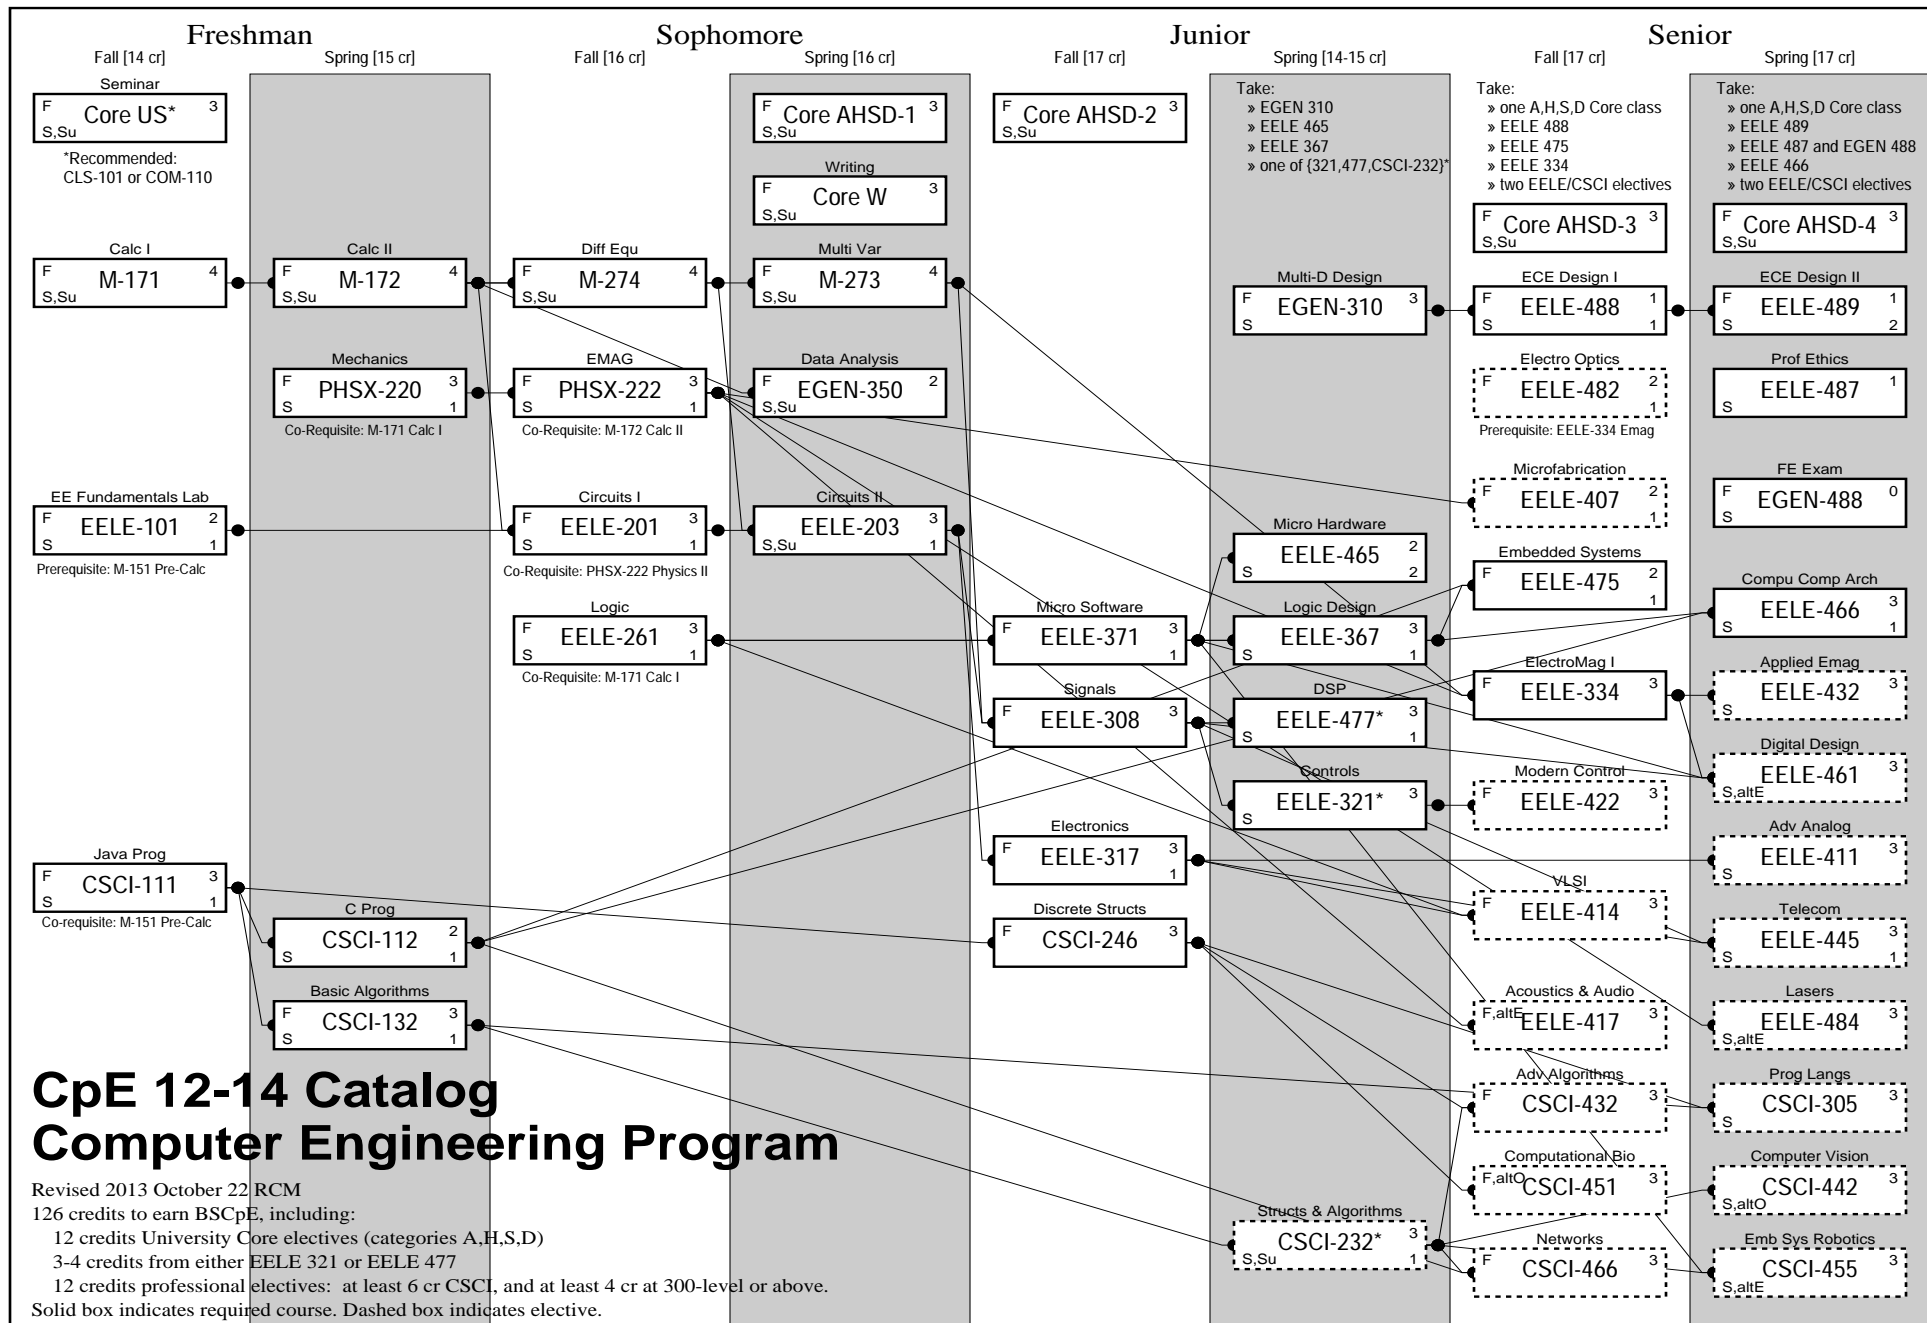 Freshman
Sophomore
Junior
Senior
Fall [14 cr]
Spring [15 cr]
Fall [16 cr]
Spring [16 cr]
Fall [17 cr]
Spring [14-15 cr]
Fall [17 cr]
Spring [17 cr]
Seminar
F Core US* 3
S,Su
*Recommended:
CLS-101 or COM-110
Calc I
F M-171 4
S,Su
EE Fundamentals Lab
F EELE-101 2
S 1
Prerequisite: M-151 Pre-Calc
Java Prog
F CSCI-111 3
S 1
Co-requisite: M-151 Pre-Calc
Calc II
F M-172 4
S,Su
Mechanics
F PHSX-220 3
S 1
Co-Requisite: M-171 Calc I
C Prog
CSCI-112 2
S 1
Basic Algorithms
F CSCI-132 3
S 1
Diff Equ
F M-274 4
S,Su
EMAG
F PHSX-222 3
S 1
Co-Requisite: M-172 Calc II
Circuits I
F EELE-201 3
S 1
Co-Requisite: PHSX-222 Physics II
Logic
F EELE-261 3
S 1
Co-Requisite: M-171 Calc I
F Core AHSD-1 3
S,Su
Writing
F Core W 3
S,Su
Multi Var
F M-273 4
S,Su
Data Analysis
F EGEN-350 2
S,Su
Circuits II
F EELE-203 3
S,Su 1
F Core AHSD-2 3
S,Su
Micro Software
F EELE-371 3
1
Signals
F EELE-308 3
Electronics
F EELE-317 3
1
Discrete Structs
F CSCI-246 3
Take:
» EGEN 310
» EELE 465
» EELE 367
» one of {321,477,CSCI-232}*
Multi-D Design
F EGEN-310 3
S
Micro Hardware
EELE-465 2
S 2
Logic Design
EELE-367 3
S 1
DSP
EELE-477* 3
S 1
Controls
EELE-321* 3
S
Structs & Algorithms
CSCI-232* 3
S,Su 1
Take:
» one A,H,S,D Core class
» EELE 488
» EELE 475
» EELE 334
» two EELE/CSCI electives
F Core AHSD-3 3
S,Su
ECE Design I
F EELE-488 1
S 1
Electro Optics
F EELE-482 2
1
Prerequisite: EELE-334 Emag
Microfabrication
F EELE-407 2
1
Embedded Systems
F EELE-475 2
1
ElectroMag I
F EELE-334 3
Modern Control
F EELE-422 3
VLSI
F EELE-414 3
Acoustics & Audio
F,altE EELE-417 3
Adv Algorithms
F CSCI-432 3
Computational Bio
F,altO CSCI-451 3
Networks
F CSCI-466 3
Take:
» one A,H,S,D Core class
» EELE 489
» EELE 487 and EGEN 488
» EELE 466
» two EELE/CSCI electives
F Core AHSD-4 3
S,Su
ECE Design II
F EELE-489 1
S 2
Prof Ethics
EELE-487 1
S
FE Exam
F EGEN-488 0
S
Compu Comp Arch
EELE-466 3
S 1
Applied Emag
EELE-432 3
S
Digital Design
EELE-461 3
S,altE
Adv Analog
EELE-411 3
S
Telecom
EELE-445 3
S 1
Lasers
EELE-484 3
S,altE
Prog Langs
CSCI-305 3
S
Computer Vision
CSCI-442 3
S,altO
Emb Sys Robotics
CSCI-455 3
S,altE
CpE 12-14 Catalog
Computer Engineering Program
Revised 2013 October 22 RCM
126 credits to earn BSCpE, including:
12 credits University Core electives (categories A,H,S,D)
3-4 credits from either EELE 321 or EELE 477
12 credits professional electives: at least 6 cr CSCI, and at least 4 cr at 300-level or above.
Solid box indicates required course. Dashed box indicates elective.